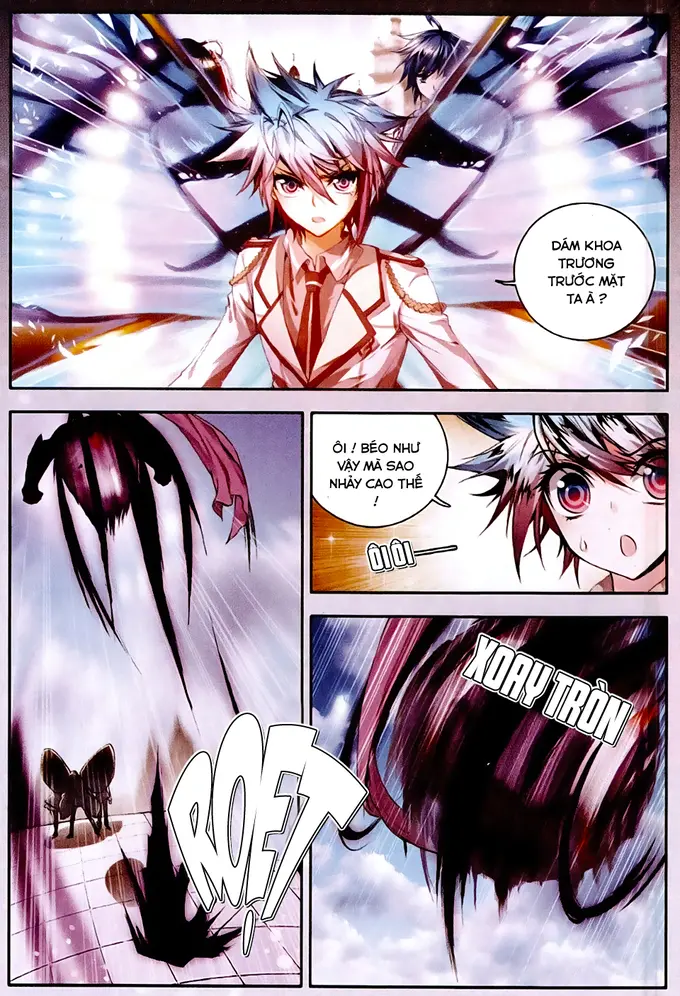 DÁM KHOA
TRƯƠNG
TRƯỚC MẶT
TA À ?
ÔI ! BÉO NHƯ
VẬY MÀ SAO
NHẢY CAO THẾ
!
ÔI ÔI
XOAY TRÒN
ROẸT